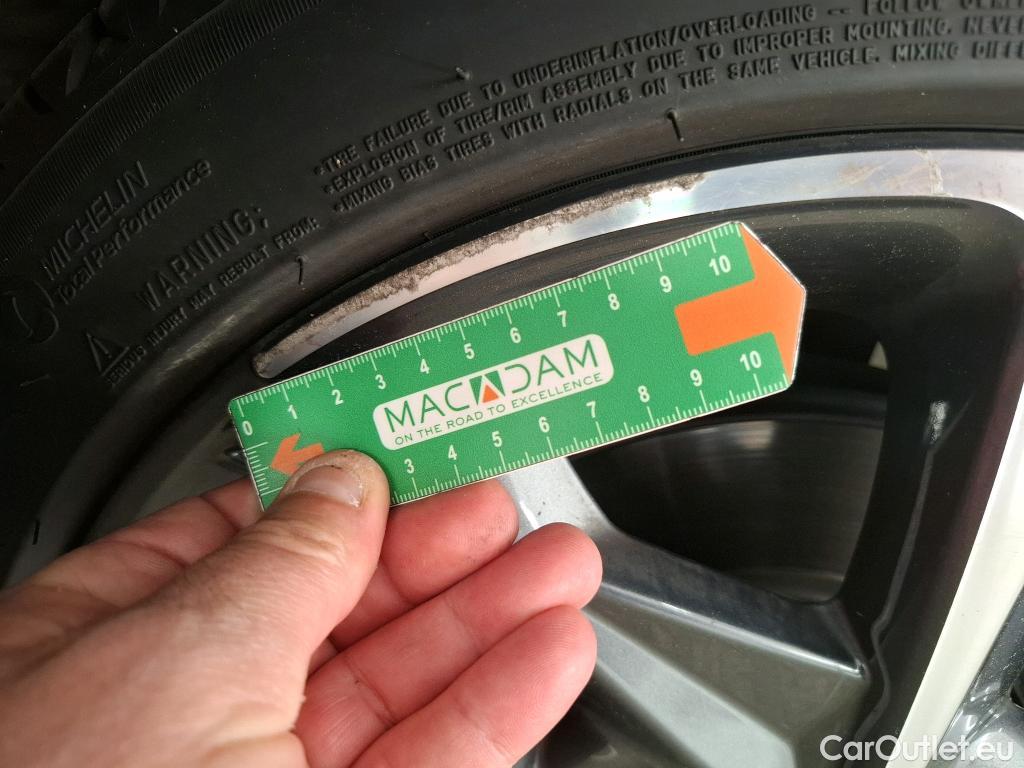 -TIRE FAILURE DUE TO UNDERINFLATION/OVERLOADING -- FOLLOW
-EXPLOSION OF TIRE/RIM ASSEMBLY DUE TO IMPROPER MOUNTING. NEVER
-MIXING BIAS TIRES WITH RADIALS ON THE SAME VEHICLE. MIXING
MICHELIN
Total performance
WARNING:
SERIOUS INJURY MAY RESULT FROM:
0 1 2 3 4 5 6 7 8 9 10
MACADAM
ON THE ROAD TO EXCELLENCE
3 4 5 6 7 8 9 10
CarOutlet.eu